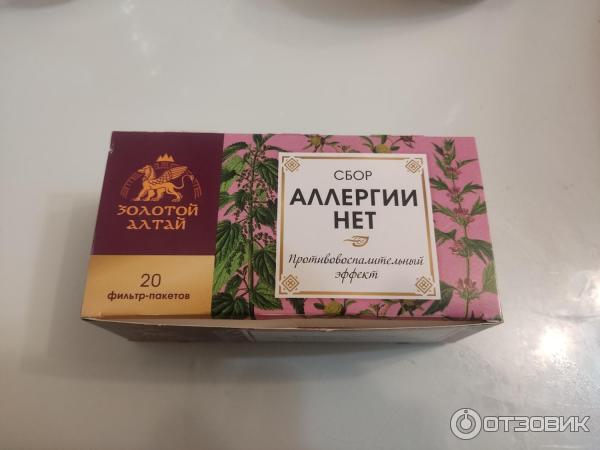 ЗОЛОТОЙ
АЛТАЙ
20
фильтр-пакетов
СБОР
АЛЛЕРГИИ
НЕТ
Противовоспалительный
эффект
ОТЗОВИК